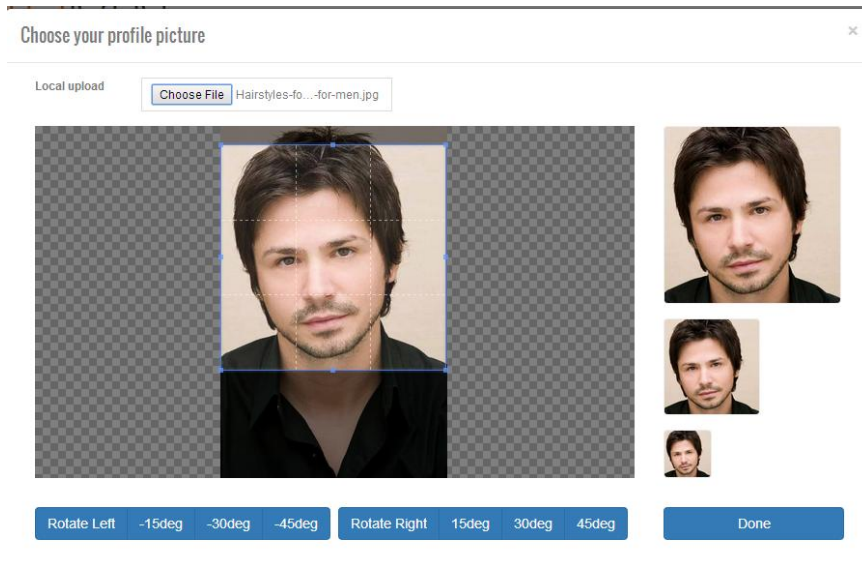 Choose your profile picture ×
Local upload
Choose File Hairstyles-fo...-for-men.jpg
Rotate Left -15deg -30deg -45deg Rotate Right 15deg 30deg 45deg Done